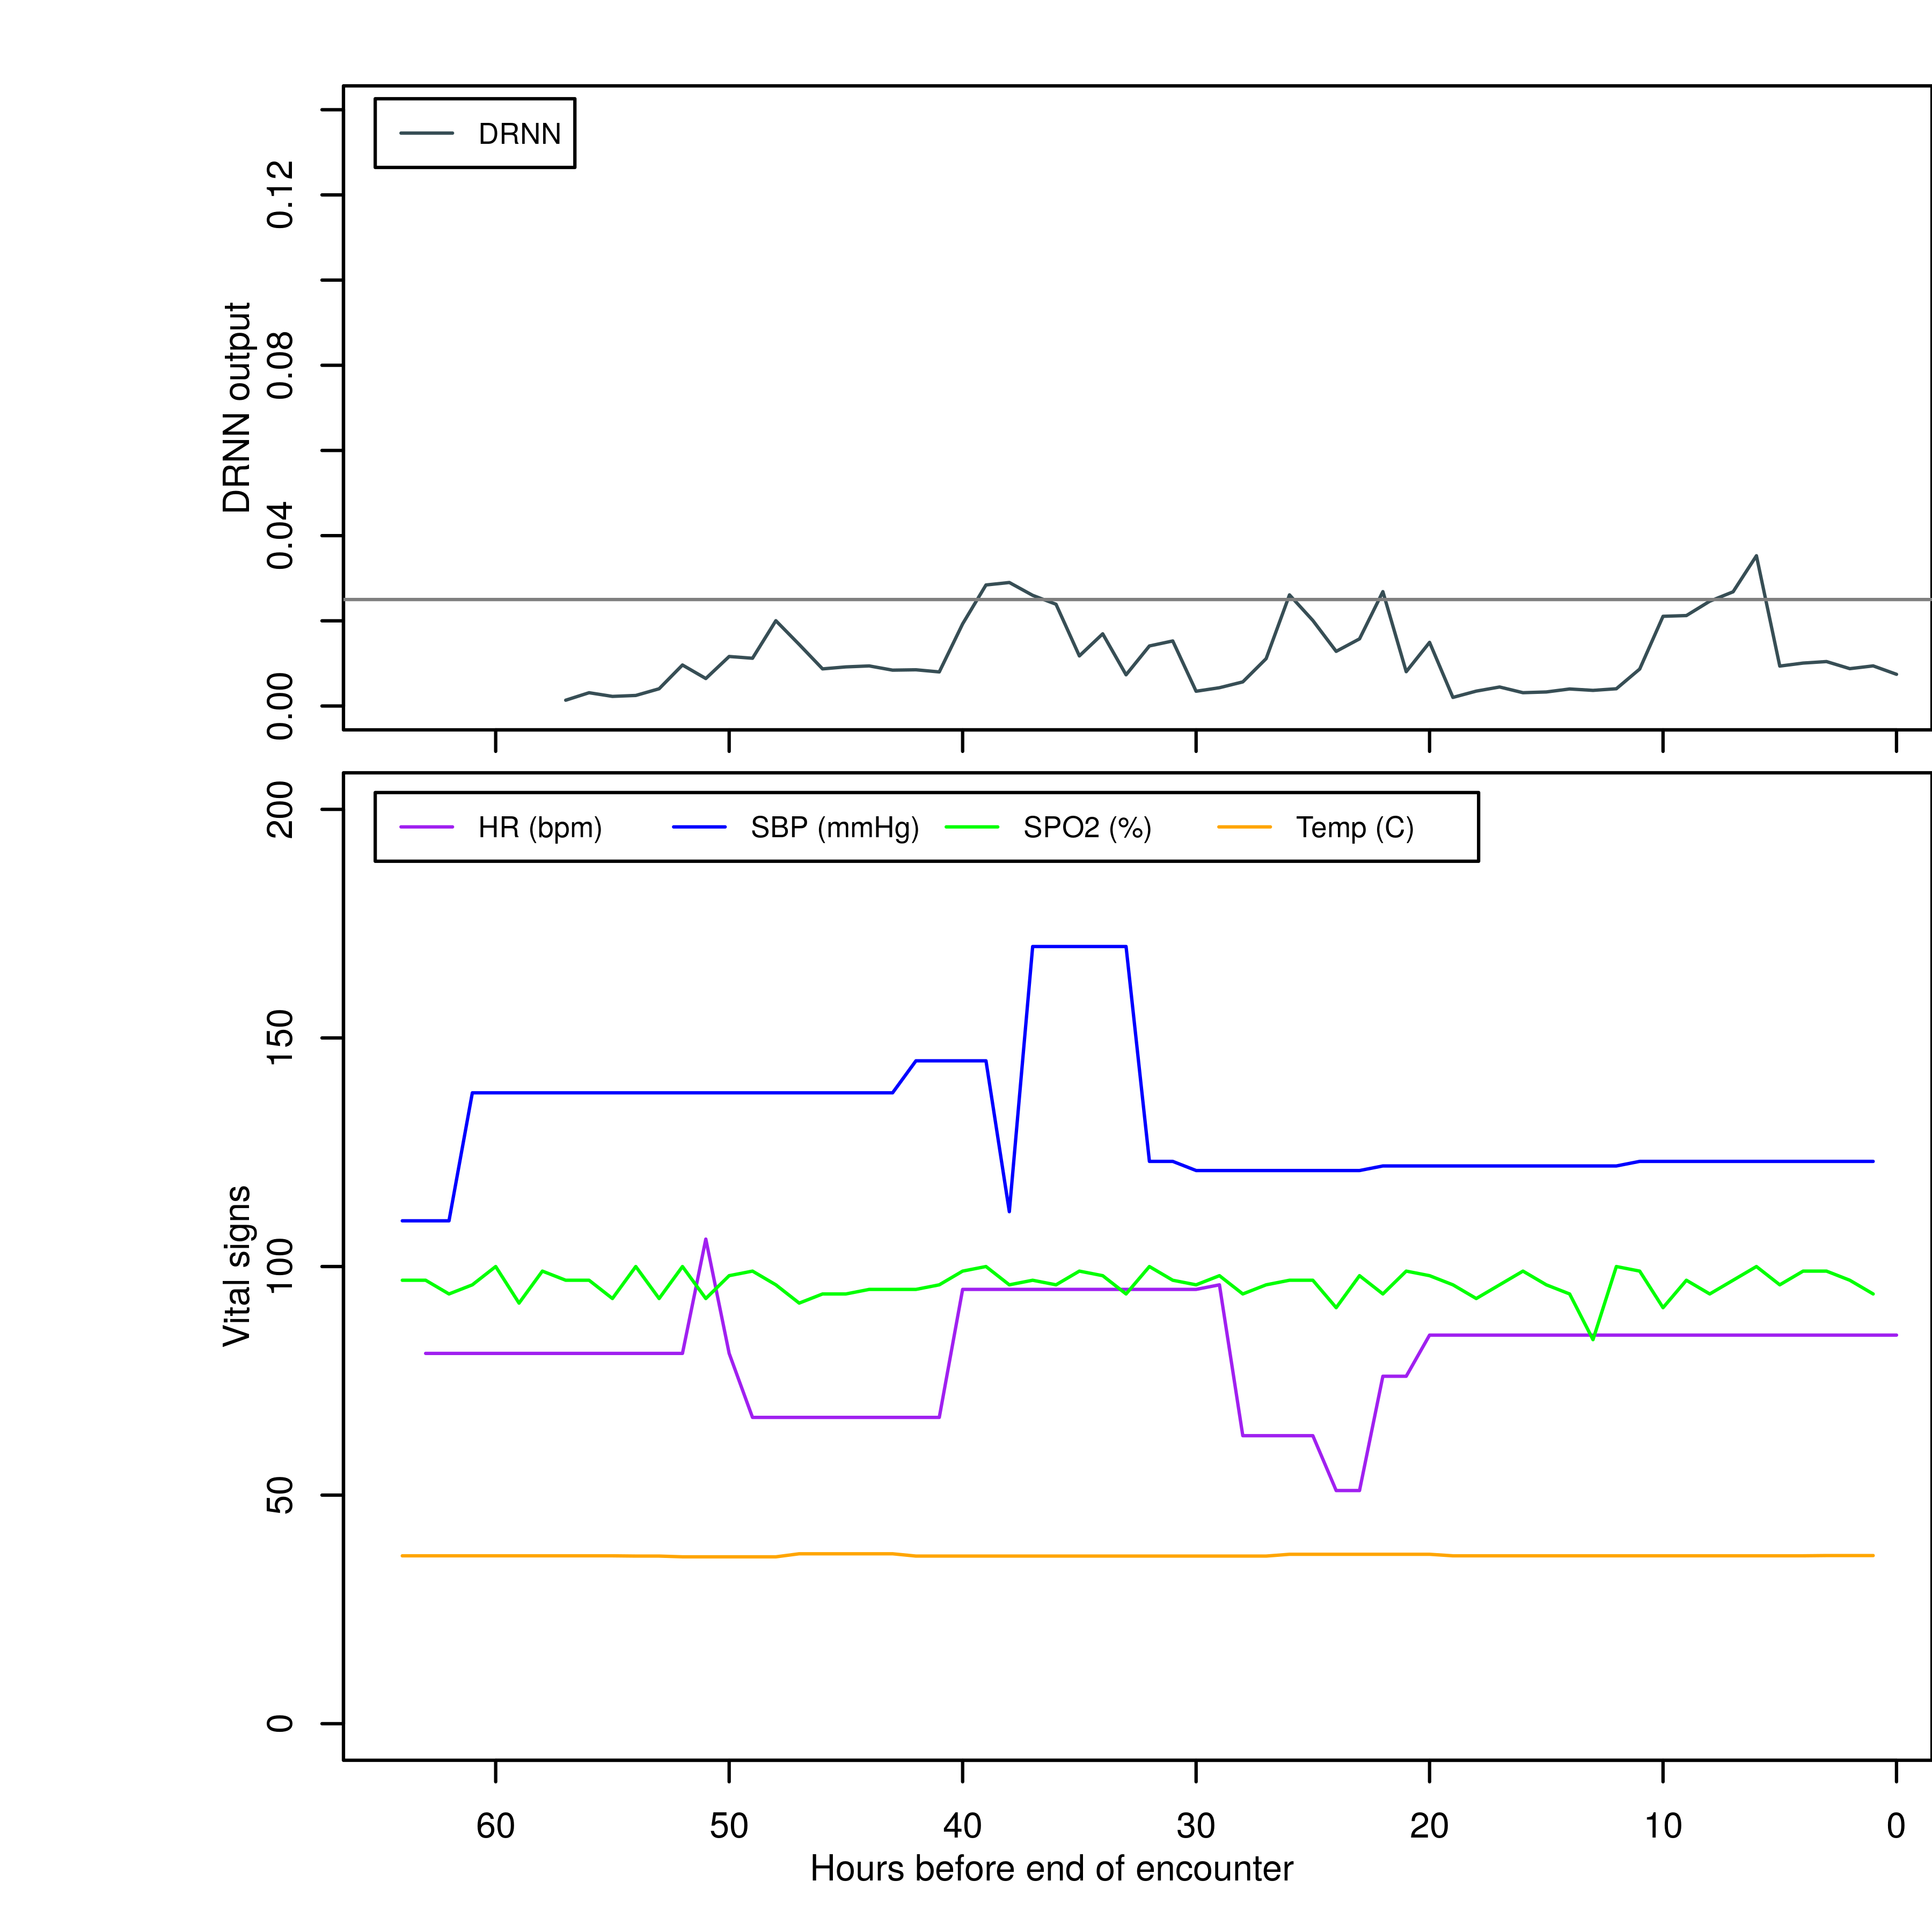 DRNN
DRNN output
0.12
0.08
0.04
0.00
HR (bpm) SBP (mmHg) SPO2 (%) Temp (C)
Vital signs
200
150
100
50
0
60 50 40 30 20 10 0
Hours before end of encounter